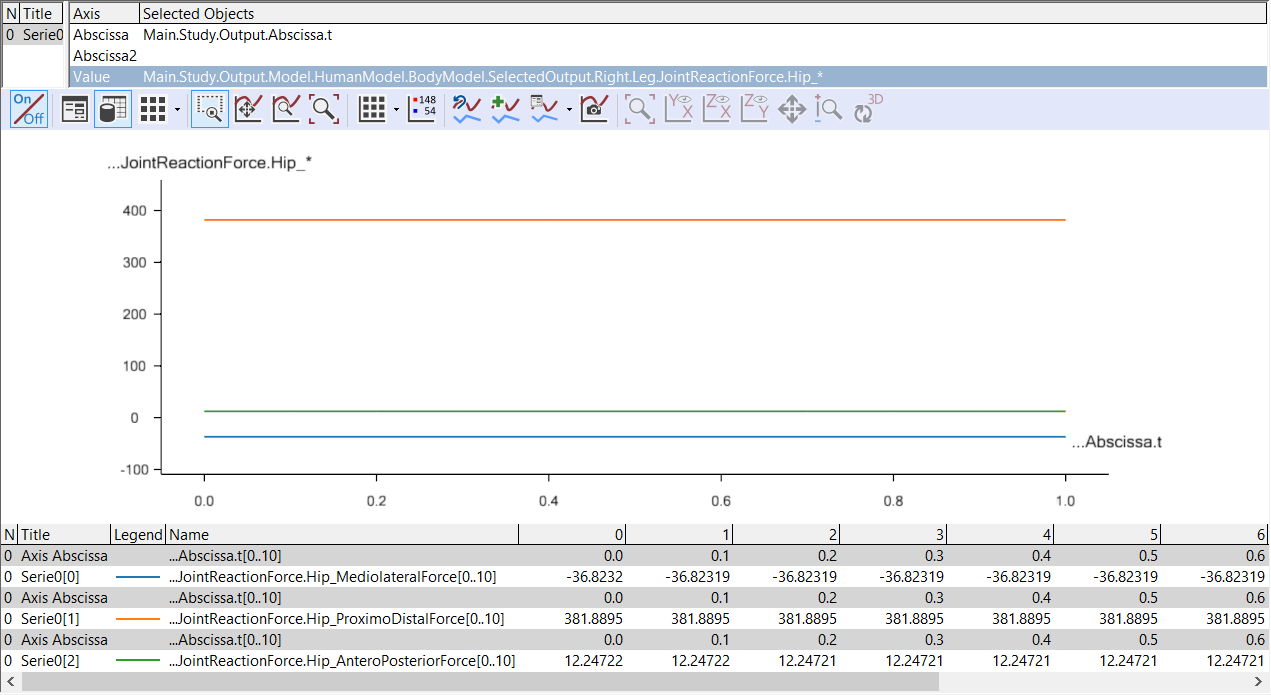 N Title Axis Selected Objects
0 Serie0 Abscissa Main.Study.Output.Abscissa.t
Abscissa2
Value Main.Study.Output.Model.HumanModel.BodyModel.SelectedOutput.Right.Leg.JointReactionForce.Hip_*
On Off 148 54 Y X Z X Z Y 3D
...JointReactionForce.Hip_*
400
300
200
100
0
...Abscissa.t
-100
0.0 0.2 0.4 0.6 0.8 1.0
N Title Legend Name 0 1 2 3 4 5 6
0 Axis Abscissa ...Abscissa.t[0..10] 0.0 0.1 0.2 0.3 0.4 0.5 0.6
0 Serie0[0] ...JointReactionForce.Hip_MediolateralForce[0..10] -36.8232 -36.82319 -36.82319 -36.82319 -36.82319 -36.82319 -36.82319
0 Axis Abscissa ...Abscissa.t[0..10] 0.0 0.1 0.2 0.3 0.4 0.5 0.6
0 Serie0[1] ...JointReactionForce.Hip_ProximoDistalForce[0..10] 381.8895 381.8895 381.8895 381.8895 381.8895 381.8895 381.8895
0 Axis Abscissa ...Abscissa.t[0..10] 0.0 0.1 0.2 0.3 0.4 0.5 0.6
0 Serie0[2] ...JointReactionForce.Hip_AnteroPosteriorForce[0..10] 12.24722 12.24722 12.24721 12.24721 12.24721 12.24721 12.24721